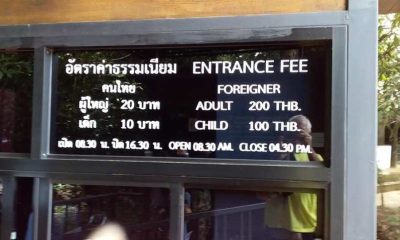 อัตราค่าธรรมเนียม ENTRANCE FEE
คนไทย FOREIGNER
ผู้ใหญ่ 20 บาท ADULT 200 THB.
เด็ก 10 บาท CHILD 100 THB.
เปิด 08.30 น. ปิด 16.30 น. OPEN 08.30 AM. CLOSE 04.30 PM.